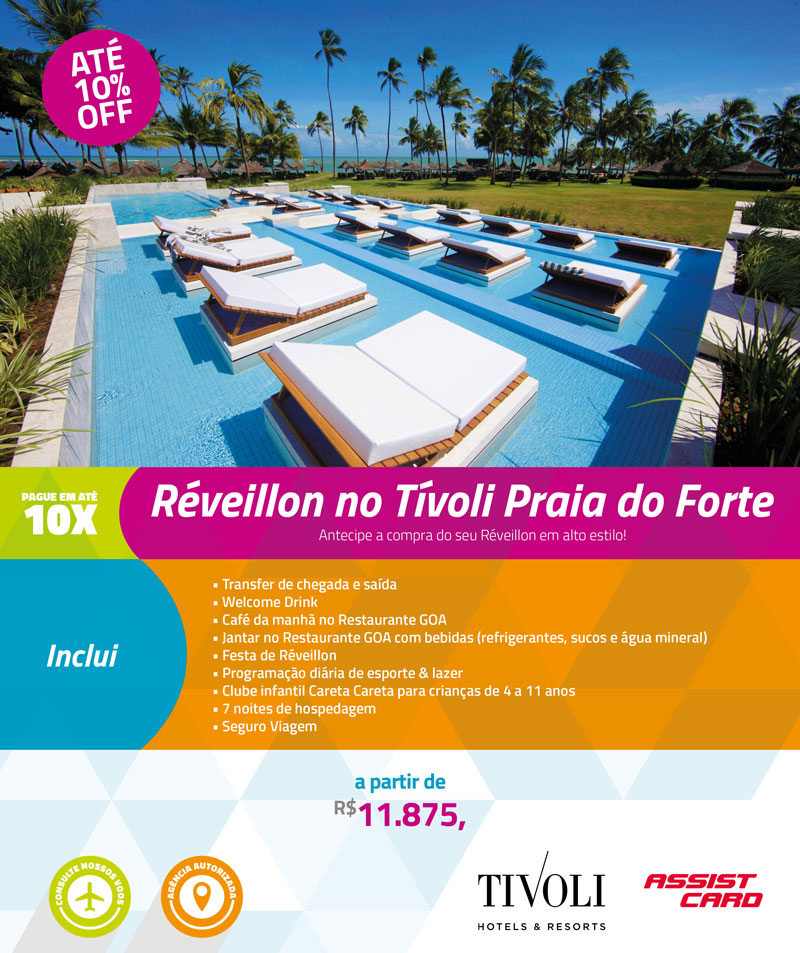 ATÉ
10%
OFF
PAGUE EM ATÉ
10X
Réveillon no Tívoli Praia do Forte
Antecipe a compra do seu Réveillon em alto estilo!
Inclui
▪ Transfer de chegada e saída
▪ Welcome Drink
▪ Café da manhã no Restaurante GOA
▪ Jantar no Restaurante GOA com bebidas (refrigerantes, sucos e água mineral)
▪ Festa de Réveillon
▪ Programação diária de esporte & lazer
▪ Clube infantil Careta Careta para crianças de 4 a 11 anos
▪ 7 noites de hospedagem
▪ Seguro Viagem
a partir de
R$11.875,
CONSULTE NOSSOS VOOS
AGÊNCIA AUTORIZADA
TIVOLI
HOTELS & RESORTS
ASSIST
CARD